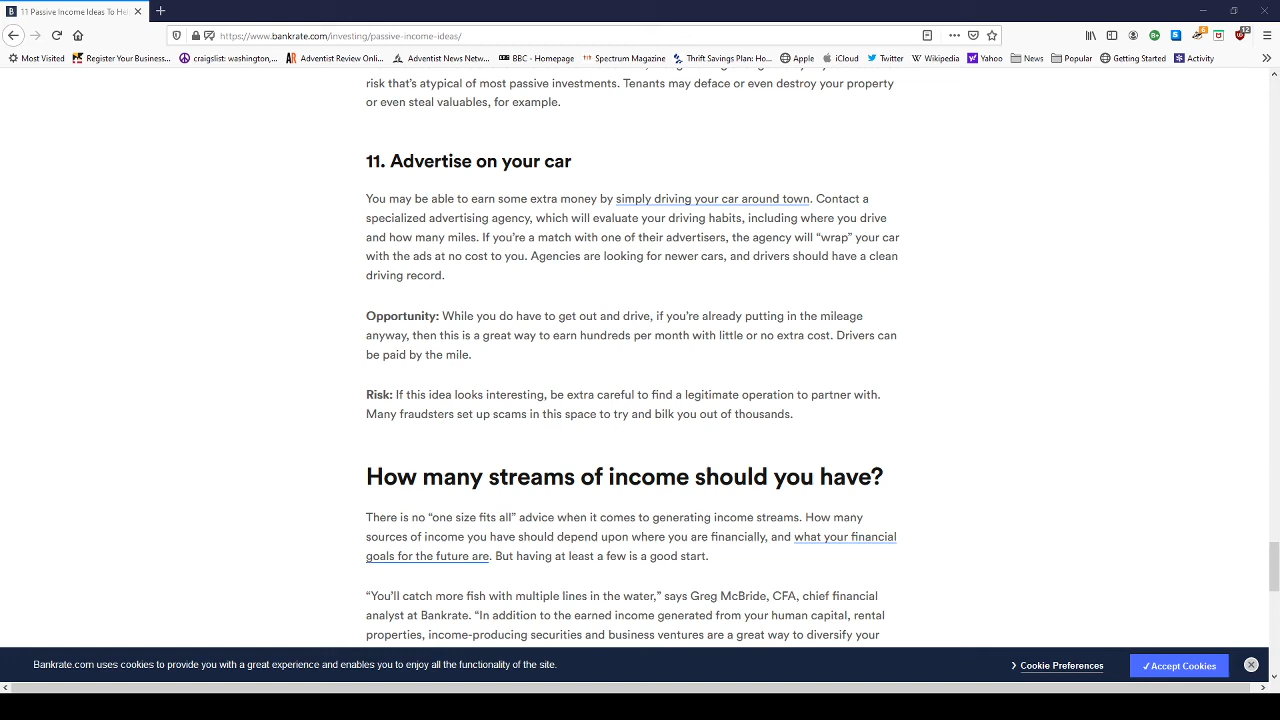 11 Passive Income Ideas To Hel
https://www.bankrate.com/investing/passive-income-ideas/
6
12
Most Visited
Register Your Business...
craigslist: washington,...
Adventist Review Onli...
Adventist News Netw...
BBC - Homepage
Spectrum Magazine
Thrift Savings Plan: Ho...
Apple
iCloud
Twitter
Wikipedia
Yahoo
News
Popular
Getting Started
Activity
risk that’s atypical of most passive investments. Tenants may deface or even destroy your property
or even steal valuables, for example.
11. Advertise on your car
You may be able to earn some extra money by simply driving your car around town. Contact a
specialized advertising agency, which will evaluate your driving habits, including where you drive
and how many miles. If you’re a match with one of their advertisers, the agency will “wrap” your car
with the ads at no cost to you. Agencies are looking for newer cars, and drivers should have a clean
driving record.
Opportunity: While you do have to get out and drive, if you’re already putting in the mileage
anyway, then this is a great way to earn hundreds per month with little or no extra cost. Drivers can
be paid by the mile.
Risk: If this idea looks interesting, be extra careful to find a legitimate operation to partner with.
Many fraudsters set up scams in this space to try and bilk you out of thousands.
How many streams of income should you have?
There is no “one size fits all” advice when it comes to generating income streams. How many
sources of income you have should depend upon where you are financially, and what your financial
goals for the future are. But having at least a few is a good start.
“You’ll catch more fish with multiple lines in the water,” says Greg McBride, CFA, chief financial
analyst at Bankrate. “In addition to the earned income generated from your human capital, rental
properties, income-producing securities and business ventures are a great way to diversify your
Bankrate.com uses cookies to provide you with a great experience and enables you to enjoy all the functionality of the site.
Cookie Preferences
✓Accept Cookies